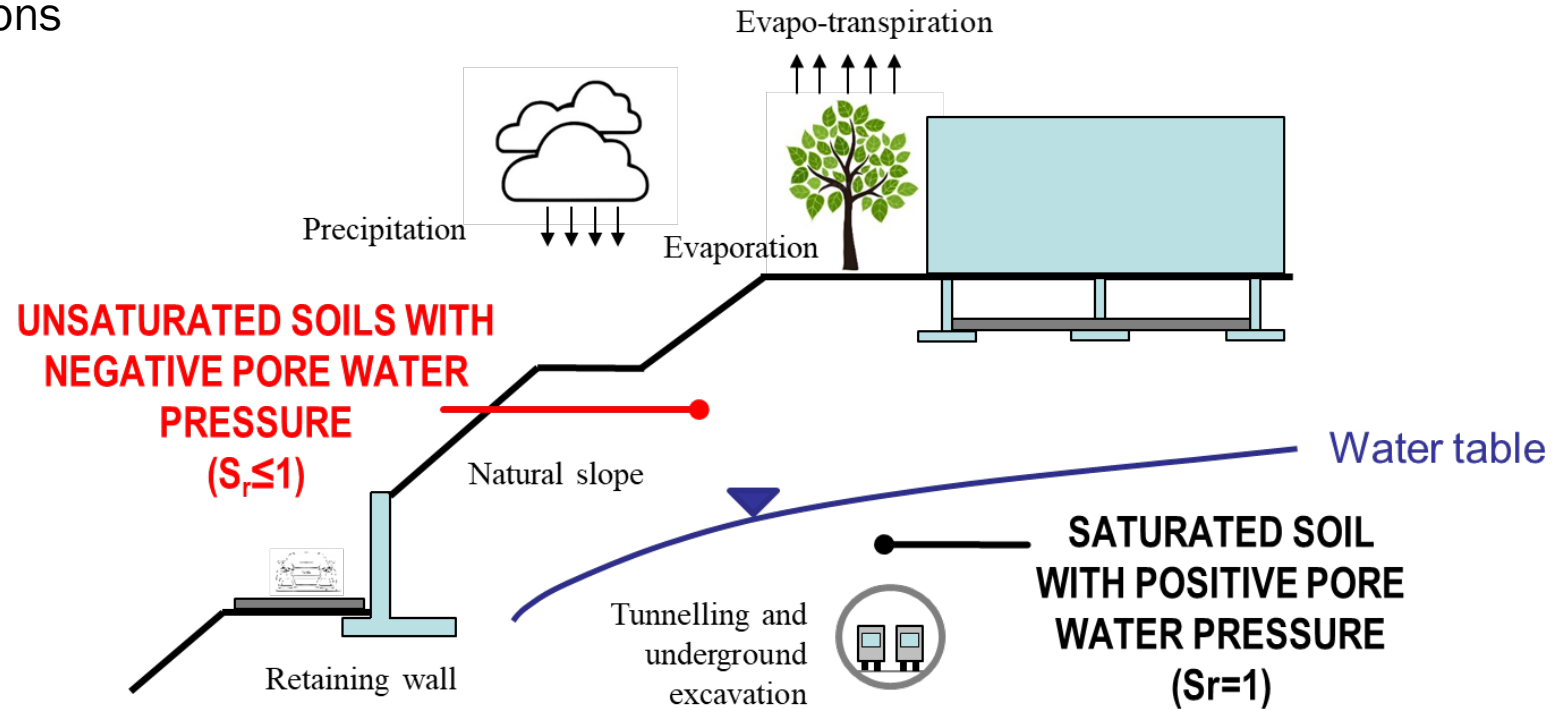 ons
Evapo-transpiration
Precipitation
Evaporation
UNSATURATED SOILS WITH
NEGATIVE PORE WATER
PRESSURE
(Sr≤1)
Natural slope
Water table
SATURATED SOIL
WITH POSITIVE PORE
WATER PRESSURE
(Sr=1)
Tunnelling and
underground
excavation
Retaining wall